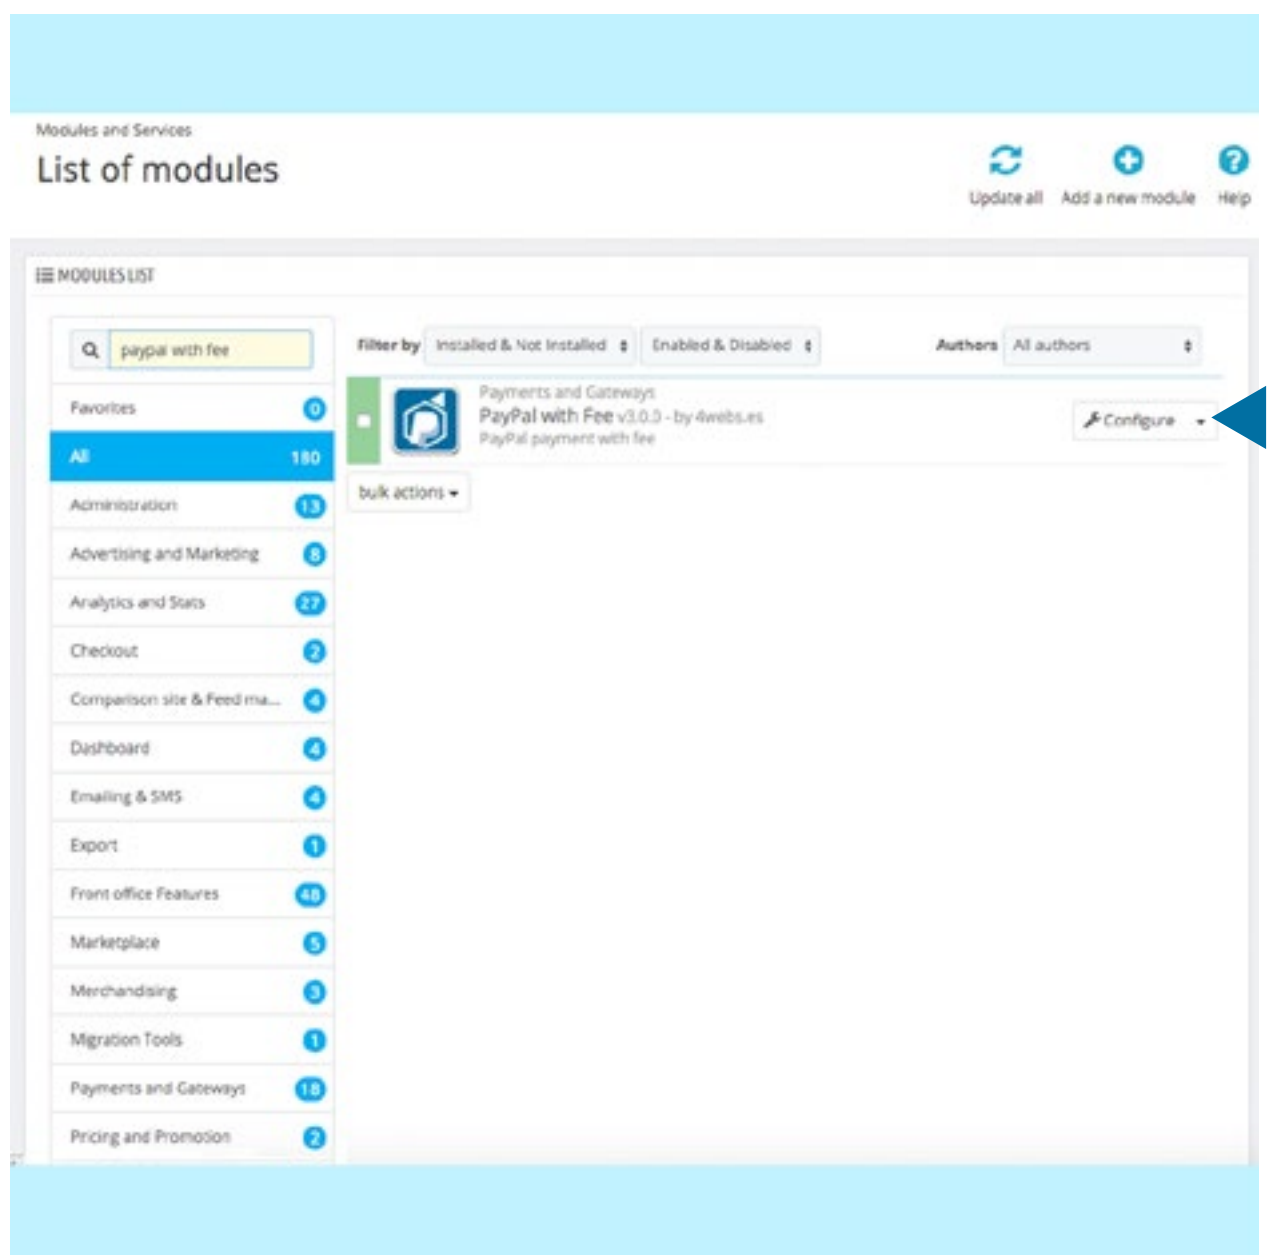 Modules and Services
List of modules
Update all
Add a new module
Help
MODULES LIST
paypal with fee
Filter by
Installed & Not Installed
Enabled & Disabled
Authors
All authors
Favorites 0
All 180
Administration 13
Advertising and Marketing 8
Analytics and Stats 27
Checkout 2
Comparison site & Feed ma... 4
Dashboard 4
Emailing & SMS 4
Export 1
Front office Features 48
Marketplace 5
Merchandising 3
Migration Tools 1
Payments and Gateways 18
Pricing and Promotion 2
Payments and Gateways
PayPal with Fee v3.0.0 - by 4webs.es
PayPal payment with fee
Configure
bulk actions